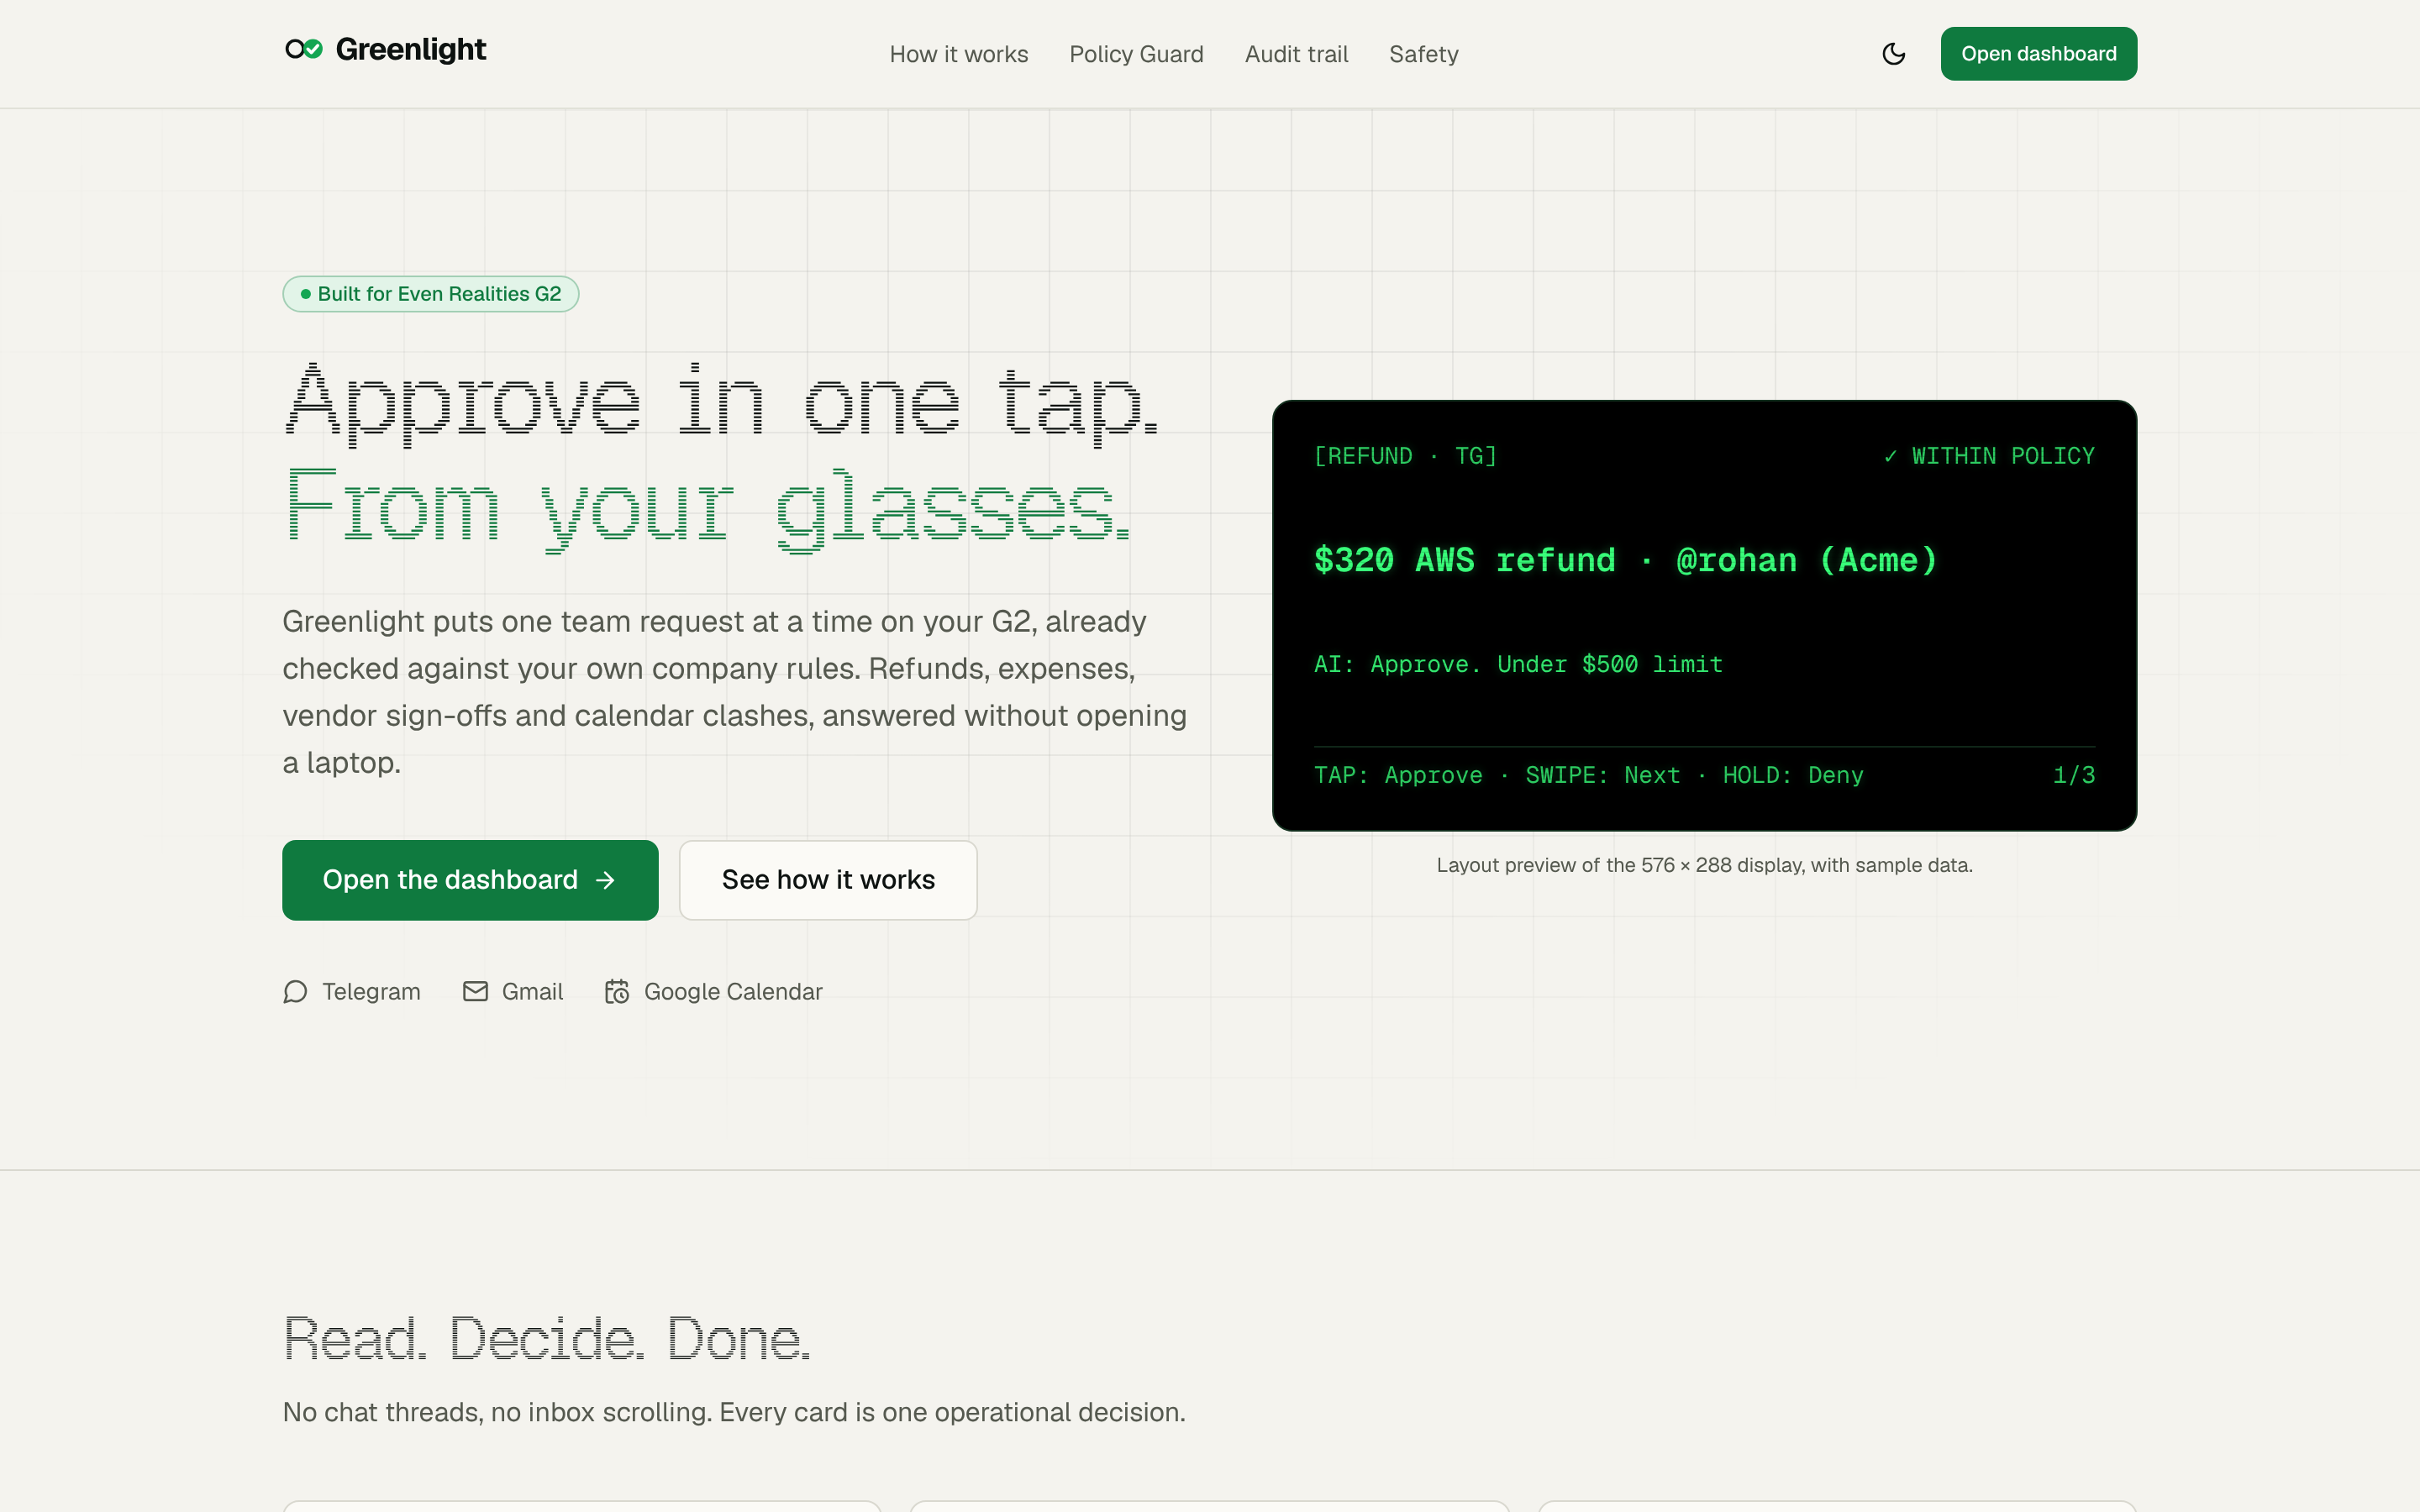 Greenlight
How it works
Policy Guard
Audit trail
Safety
Open dashboard
Built for Even Realities G2
Approve in one tap.
From your glasses.
Greenlight puts one team request at a time on your G2, already
checked against your own company rules. Refunds, expenses,
vendor sign-offs and calendar clashes, answered without opening
a laptop.
Open the dashboard →
See how it works
Telegram
Gmail
Google Calendar
[REFUND · TG]
✓ WITHIN POLICY
$320 AWS refund · @rohan (Acme)
AI: Approve. Under $500 limit
TAP: Approve · SWIPE: Next · HOLD: Deny
1/3
Layout preview of the 576 × 288 display, with sample data.
Read. Decide. Done.
No chat threads, no inbox scrolling. Every card is one operational decision.